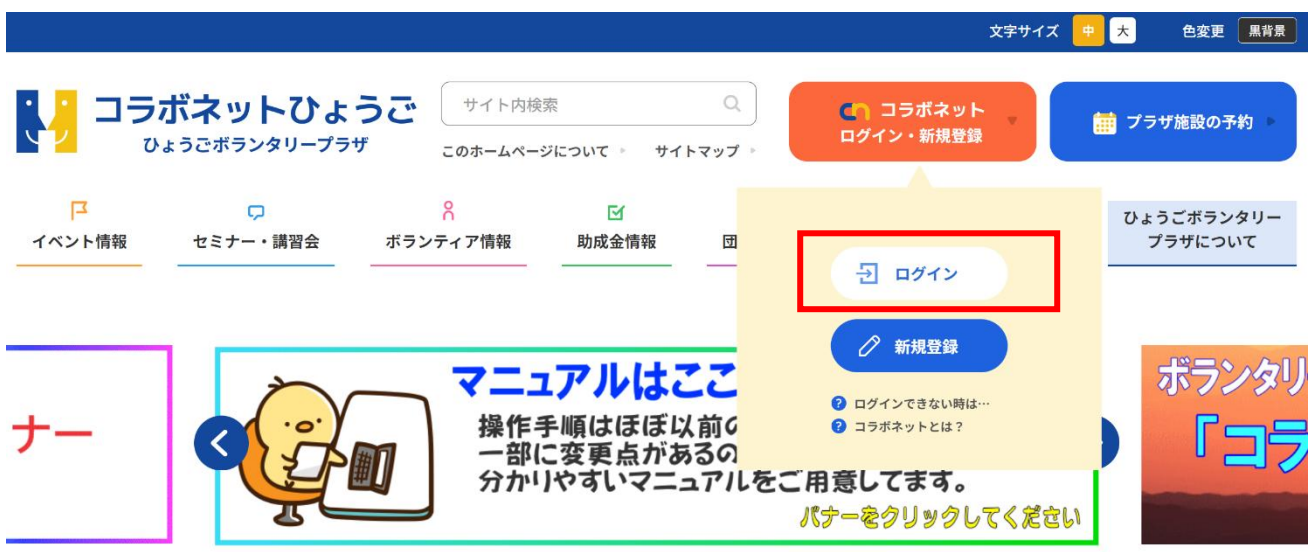 文字サイズ 中 大 色変更 黒背景
コラボネットひょうご
ひょうごボランタリープラザ
サイト内検索
このホームページについて サイトマップ
cn コラボネット
ログイン・新規登録
プラザ施設の予約
イベント情報 セミナー・講習会 ボランティア情報 助成金情報 団
ひょうごボランタリー
プラザについて
ログイン
新規登録
? ログインできない時は…
? コラボネットとは？
ナー
マニュアルはここ
操作手順はほぼ以前の
一部に変更点があるの
分かりやすいマニュアルをご用意してます。
バナーをクリックしてください
ボランタリ
「コラ